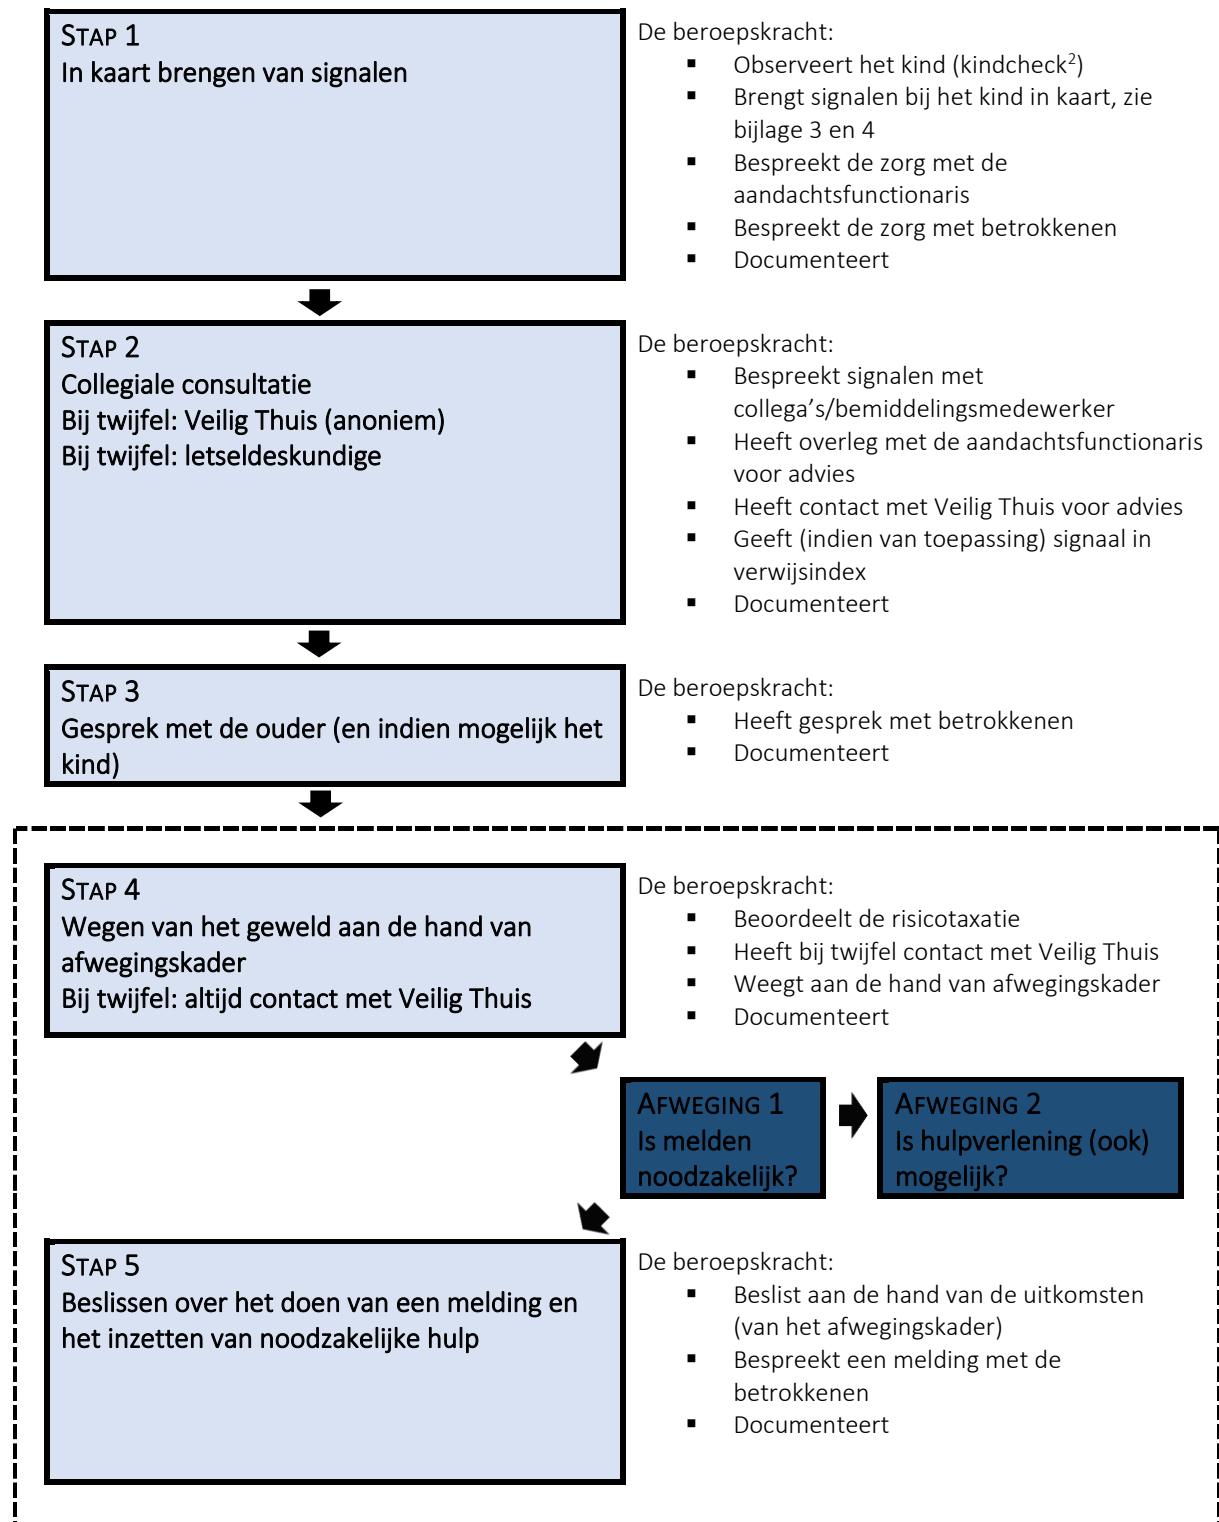 STAP 1
In kaart brengen van signalen
De beroepskracht:
▪ Observeert het kind (kindcheck²)
▪ Brengt signalen bij het kind in kaart, zie
bijlage 3 en 4
▪ Bespreekt de zorg met de
aandachtsfunctionaris
▪ Bespreekt de zorg met betrokkenen
▪ Documenteert
STAP 2
Collegiale consultatie
Bij twijfel: Veilig Thuis (anoniem)
Bij twijfel: letseldeskundige
De beroepskracht:
▪ Bespreekt signalen met
collega’s/bemiddelingsmedewerker
▪ Heeft overleg met de aandachtsfunctionaris
voor advies
▪ Heeft contact met Veilig Thuis voor advies
▪ Geeft (indien van toepassing) signaal in
verwijsindex
▪ Documenteert
STAP 3
Gesprek met de ouder (en indien mogelijk het
kind)
De beroepskracht:
▪ Heeft gesprek met betrokkenen
▪ Documenteert
STAP 4
Wegen van het geweld aan de hand van
afwegingskader
Bij twijfel: altijd contact met Veilig Thuis
De beroepskracht:
▪ Beoordeelt de risicotaxatie
▪ Heeft bij twijfel contact met Veilig Thuis
▪ Weegt aan de hand van afwegingskader
▪ Documenteert
AFWEGING 1
Is melden
noodzakelijk?
AFWEGING 2
Is hulpverlening (ook)
mogelijk?
STAP 5
Beslissen over het doen van een melding en
het inzetten van noodzakelijke hulp
De beroepskracht:
▪ Beslist aan de hand van de uitkomsten
(van het afwegingskader)
▪ Bespreekt een melding met de
betrokkenen
▪ Documenteert